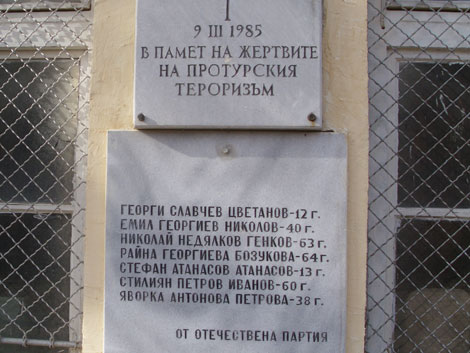 9 III 1985
В ПАМЕТ НА ЖЕРТВИТЕ
НА ПРОТУРСКИЯ
ТЕРОРИЗЪМ
ГЕОРГИ СЛАВЧЕВ ЦВЕТАНОВ-12 г.
ЕМИЛ ГЕОРГИЕВ НИКОЛОВ-40 г.
НИКОЛАЙ НЕДЯЛКОВ ГЕНКОВ-63 г.
РАЙНА ГЕОРГИЕВА БОЗУКОВА-64 г.
СТЕФАН АТАНАСОВ АТАНАСОВ-13 г.
СТИЛИЯН ПЕТРОВ ИВАНОВ-60 г.
ЯВОРКА АНТОНОВА ПЕТРОВА-38 г.
ОТ ОТЕЧЕСТВЕНА ПАРТИЯ